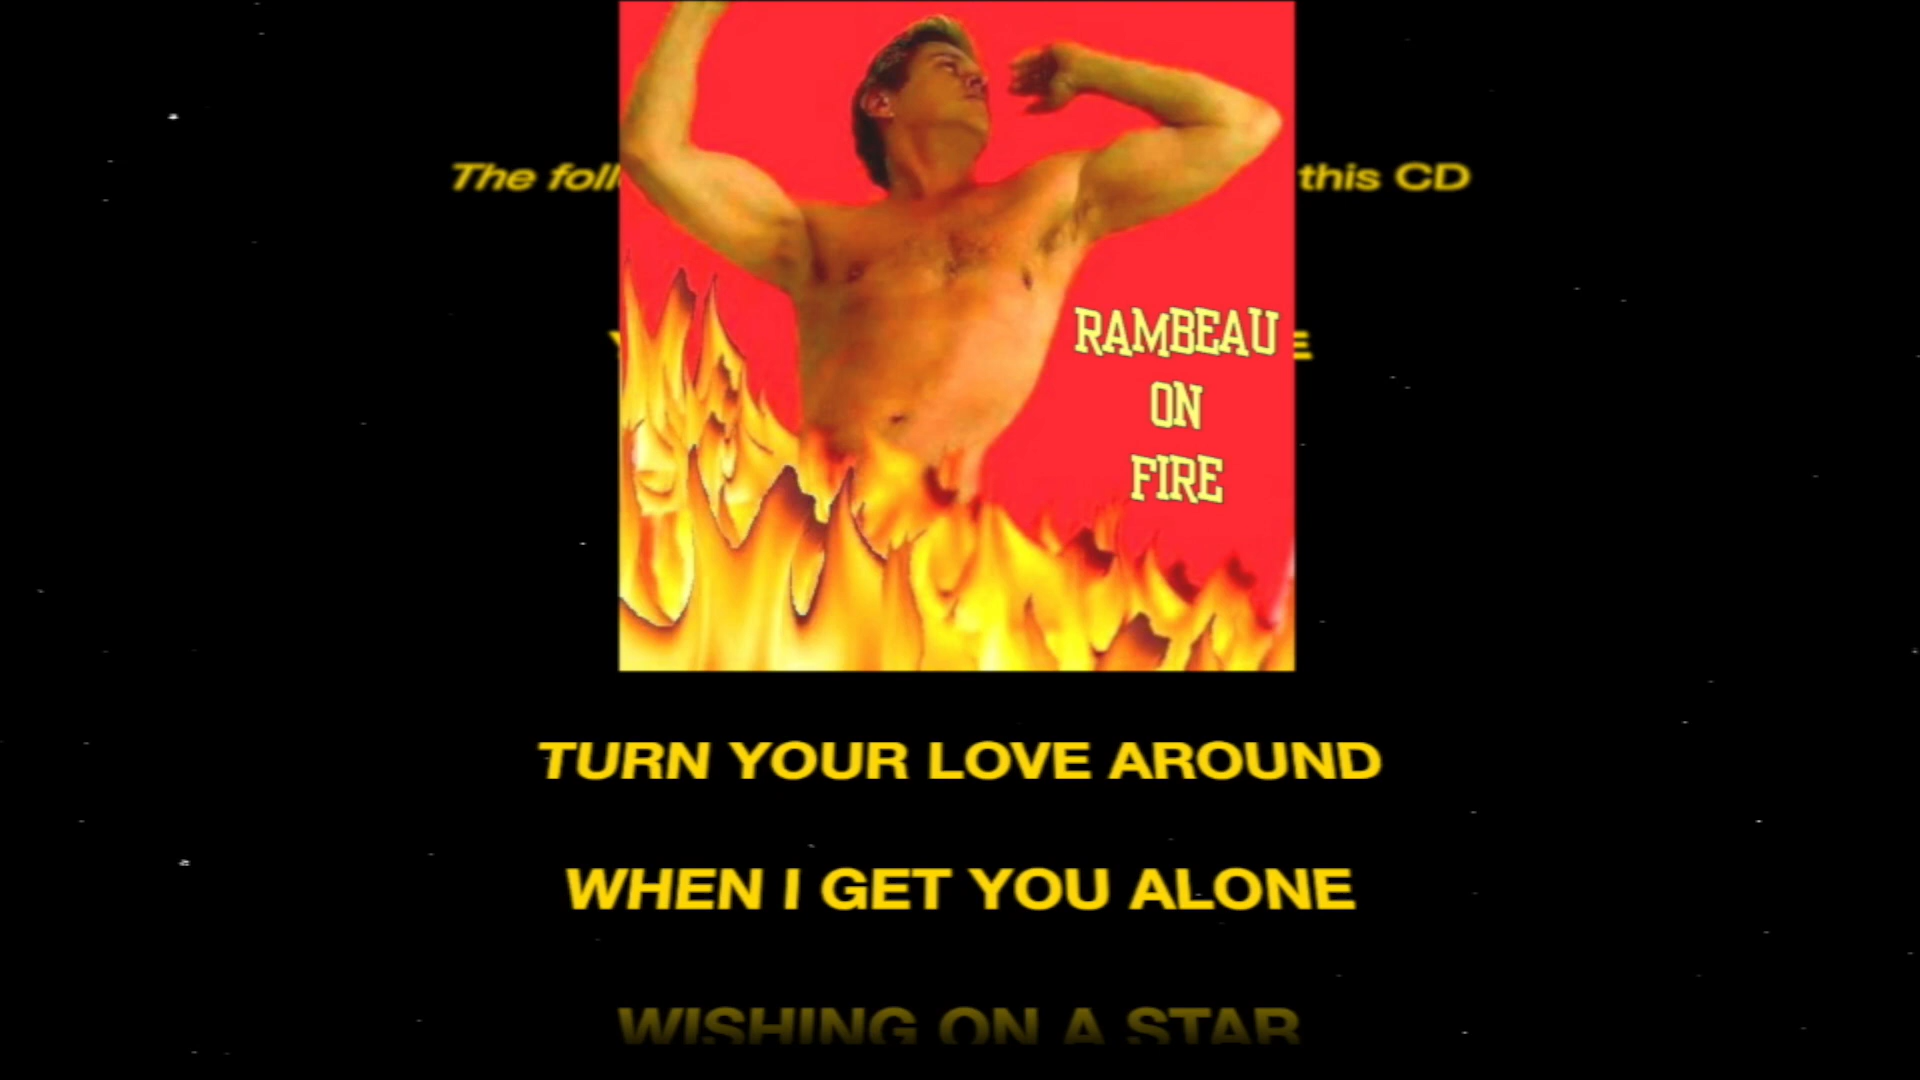 The foll this CD
RAMBEAU
ON
FIRE
TURN YOUR LOVE AROUND
WHEN I GET YOU ALONE
WISHING ON A STAR